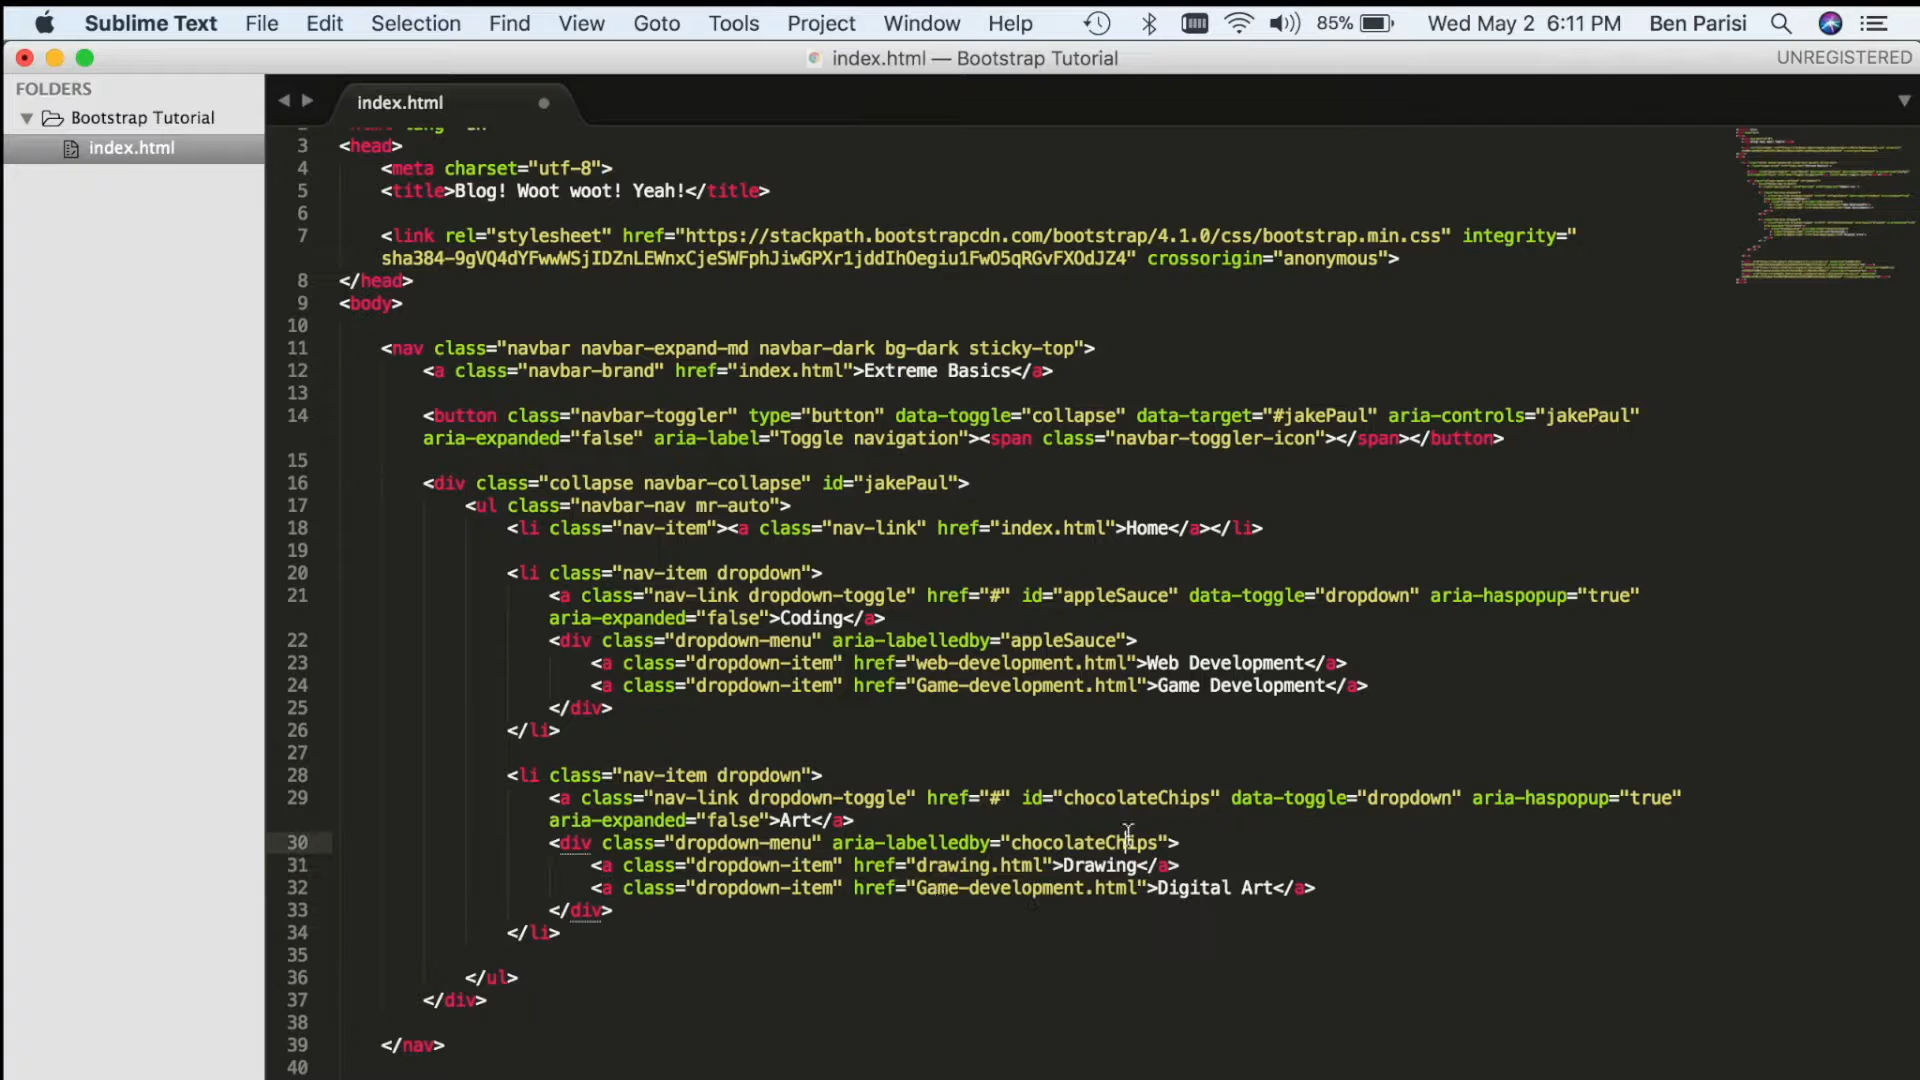 Sublime Text File Edit Selection Find View Goto Tools Project Window Help 85% Wed May 2 6:11 PM Ben Parisi
index.html — Bootstrap Tutorial UNREGISTERED
FOLDERS
Bootstrap Tutorial
index.html
index.html
3 <head>
4 <meta charset="utf-8">
5 <title>Blog! Woot woot! Yeah!</title>
6
7 <link rel="stylesheet" href="https://stackpath.bootstrapcdn.com/bootstrap/4.1.0/css/bootstrap.min.css" integrity="
sha384-9gVQ4dYFwwWSjIDZnLEWnxCjeSWFphJiwGPXr1jddIhOegiu1FwO5qRGvFXOdJZ4" crossorigin="anonymous">
8 </head>
9 <body>
10
11 <nav class="navbar navbar-expand-md navbar-dark bg-dark sticky-top">
12 <a class="navbar-brand" href="index.html">Extreme Basics</a>
13
14 <button class="navbar-toggler" type="button" data-toggle="collapse" data-target="#jakePaul" aria-controls="jakePaul"
aria-expanded="false" aria-label="Toggle navigation"><span class="navbar-toggler-icon"></span></button>
15
16 <div class="collapse navbar-collapse" id="jakePaul">
17 <ul class="navbar-nav mr-auto">
18 <li class="nav-item"><a class="nav-link" href="index.html">Home</a></li>
19
20 <li class="nav-item dropdown">
21 <a class="nav-link dropdown-toggle" href="#" id="appleSauce" data-toggle="dropdown" aria-haspopup="true"
aria-expanded="false">Coding</a>
22 <div class="dropdown-menu" aria-labelledby="appleSauce">
23 <a class="dropdown-item" href="web-development.html">Web Development</a>
24 <a class="dropdown-item" href="Game-development.html">Game Development</a>
25 </div>
26 </li>
27
28 <li class="nav-item dropdown">
29 <a class="nav-link dropdown-toggle" href="#" id="chocolateChips" data-toggle="dropdown" aria-haspopup="true"
aria-expanded="false">Art</a>
30 <div class="dropdown-menu" aria-labelledby="chocolateChips">
31 <a class="dropdown-item" href="drawing.html">Drawing</a>
32 <a class="dropdown-item" href="Game-development.html">Digital Art</a>
33 </div>
34 </li>
35
36 </ul>
37 </div>
38
39 </nav>
40